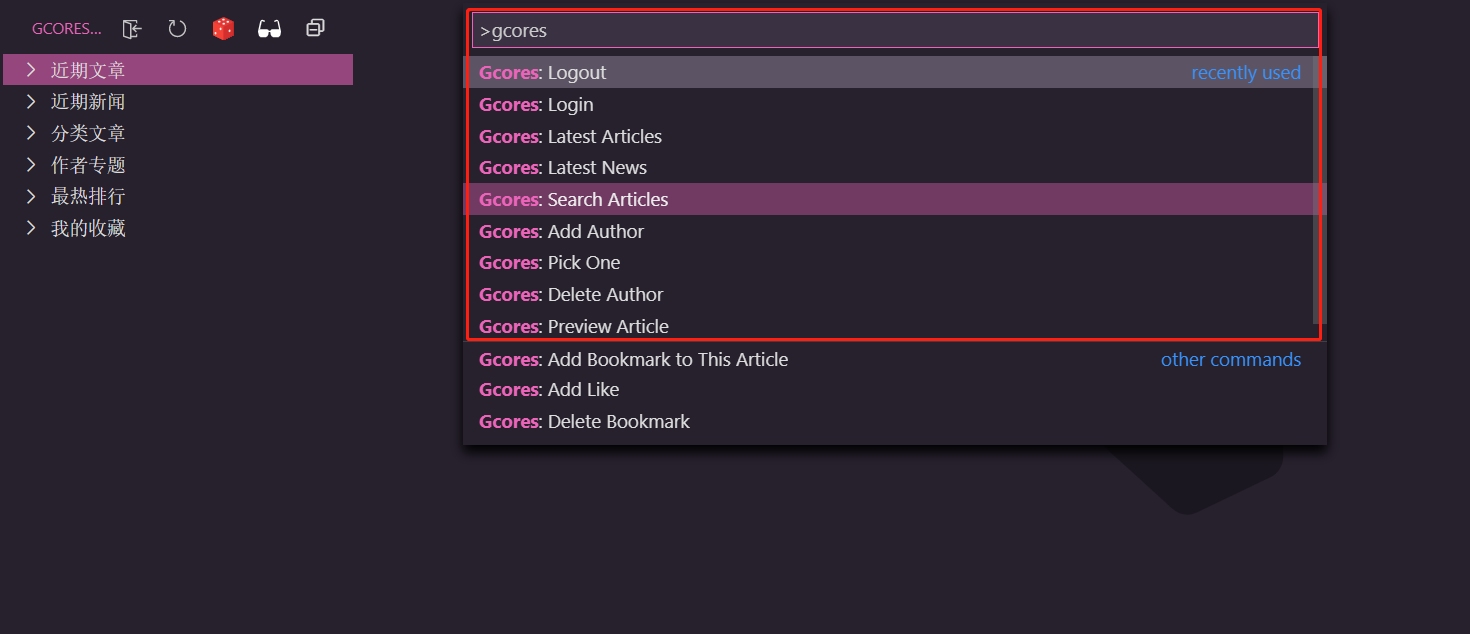 GCORES...
近期文章
近期新闻
分类文章
作者专题
最热排行
我的收藏
>gcores
Gcores: Logout recently used
Gcores: Login
Gcores: Latest Articles
Gcores: Latest News
Gcores: Search Articles
Gcores: Add Author
Gcores: Pick One
Gcores: Delete Author
Gcores: Preview Article
Gcores: Add Bookmark to This Article other commands
Gcores: Add Like
Gcores: Delete Bookmark